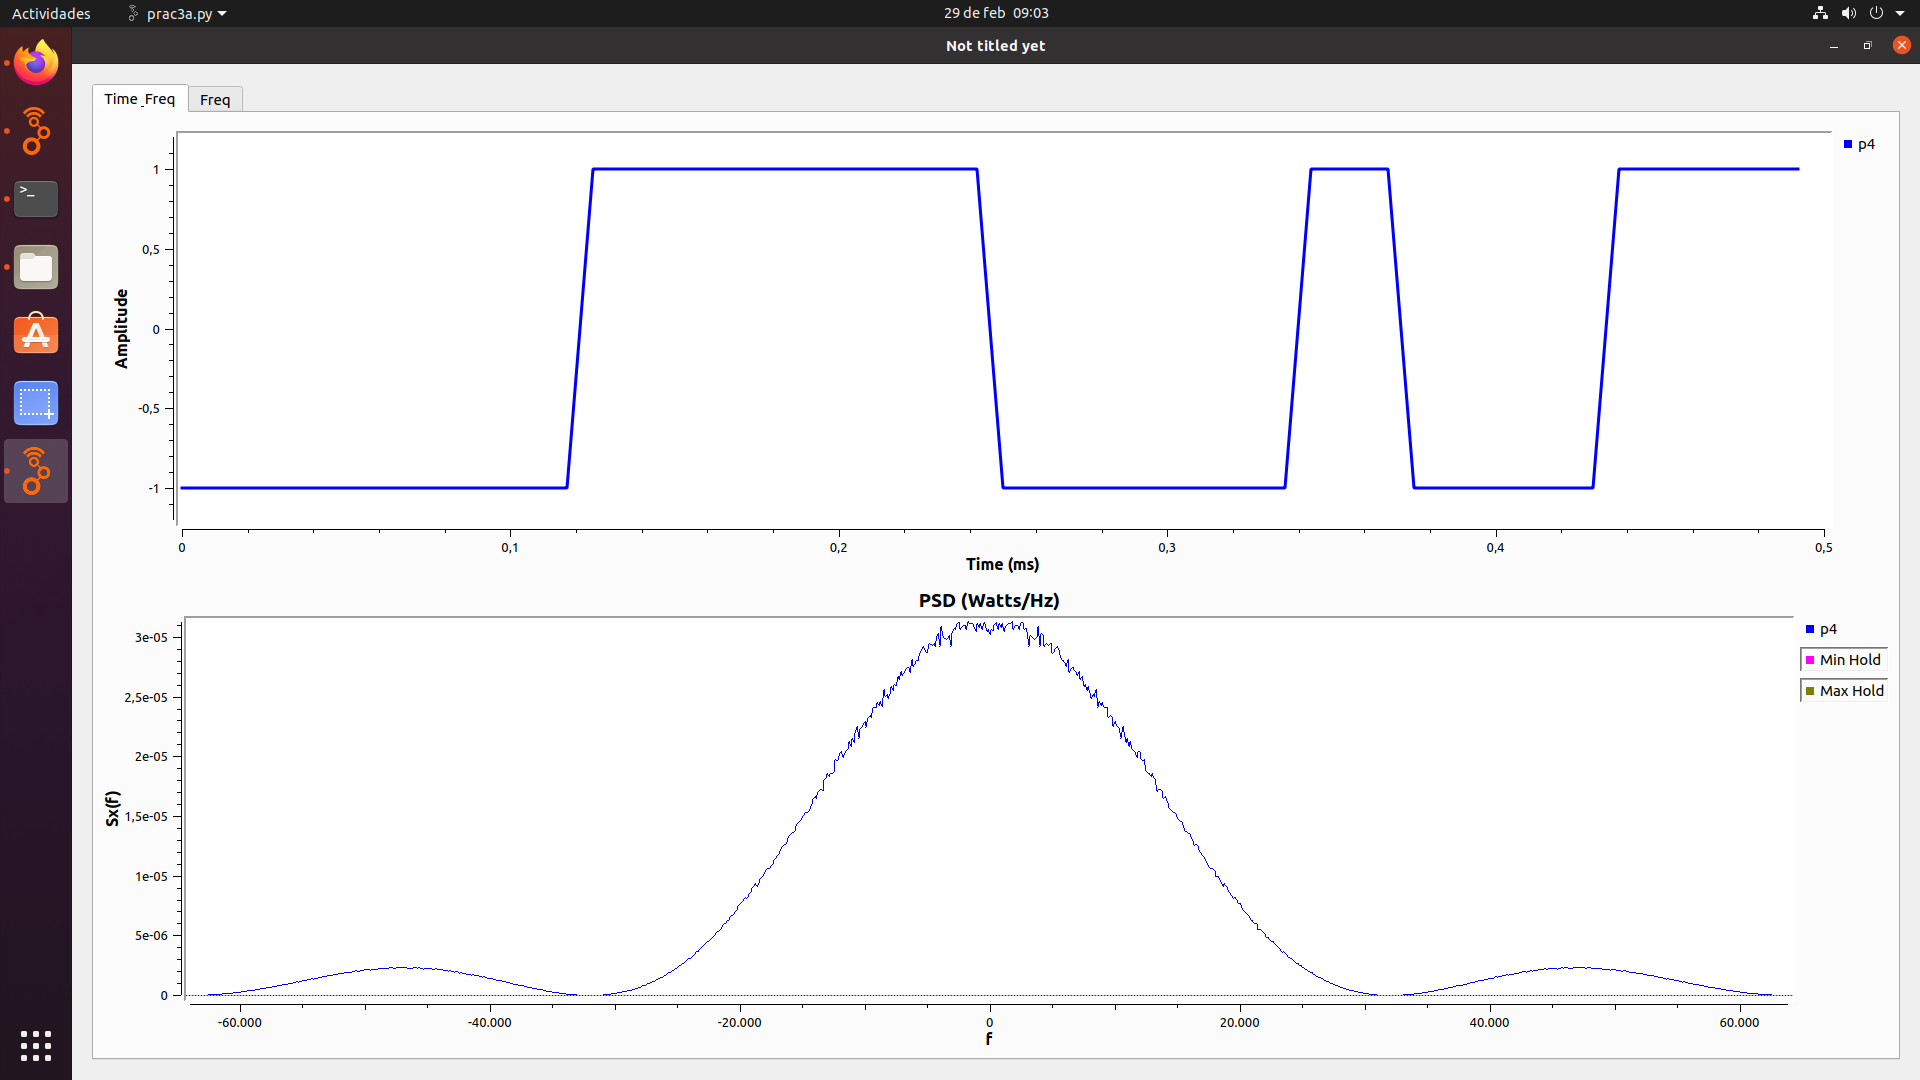 Actividades
prac3a.py
29 de feb 09:03
Not titled yet
Time_Freq
Freq
p4
1
0,5
0
-0,5
-1
Amplitude
0
0,1
0,2
0,3
0,4
0,5
Time (ms)
PSD (Watts/Hz)
p4
Min Hold
Max Hold
3e-05
2,5e-05
2e-05
1,5e-05
1e-05
5e-06
0
Sx(f)
-60.000
-40.000
-20.000
0
20.000
40.000
60.000
f